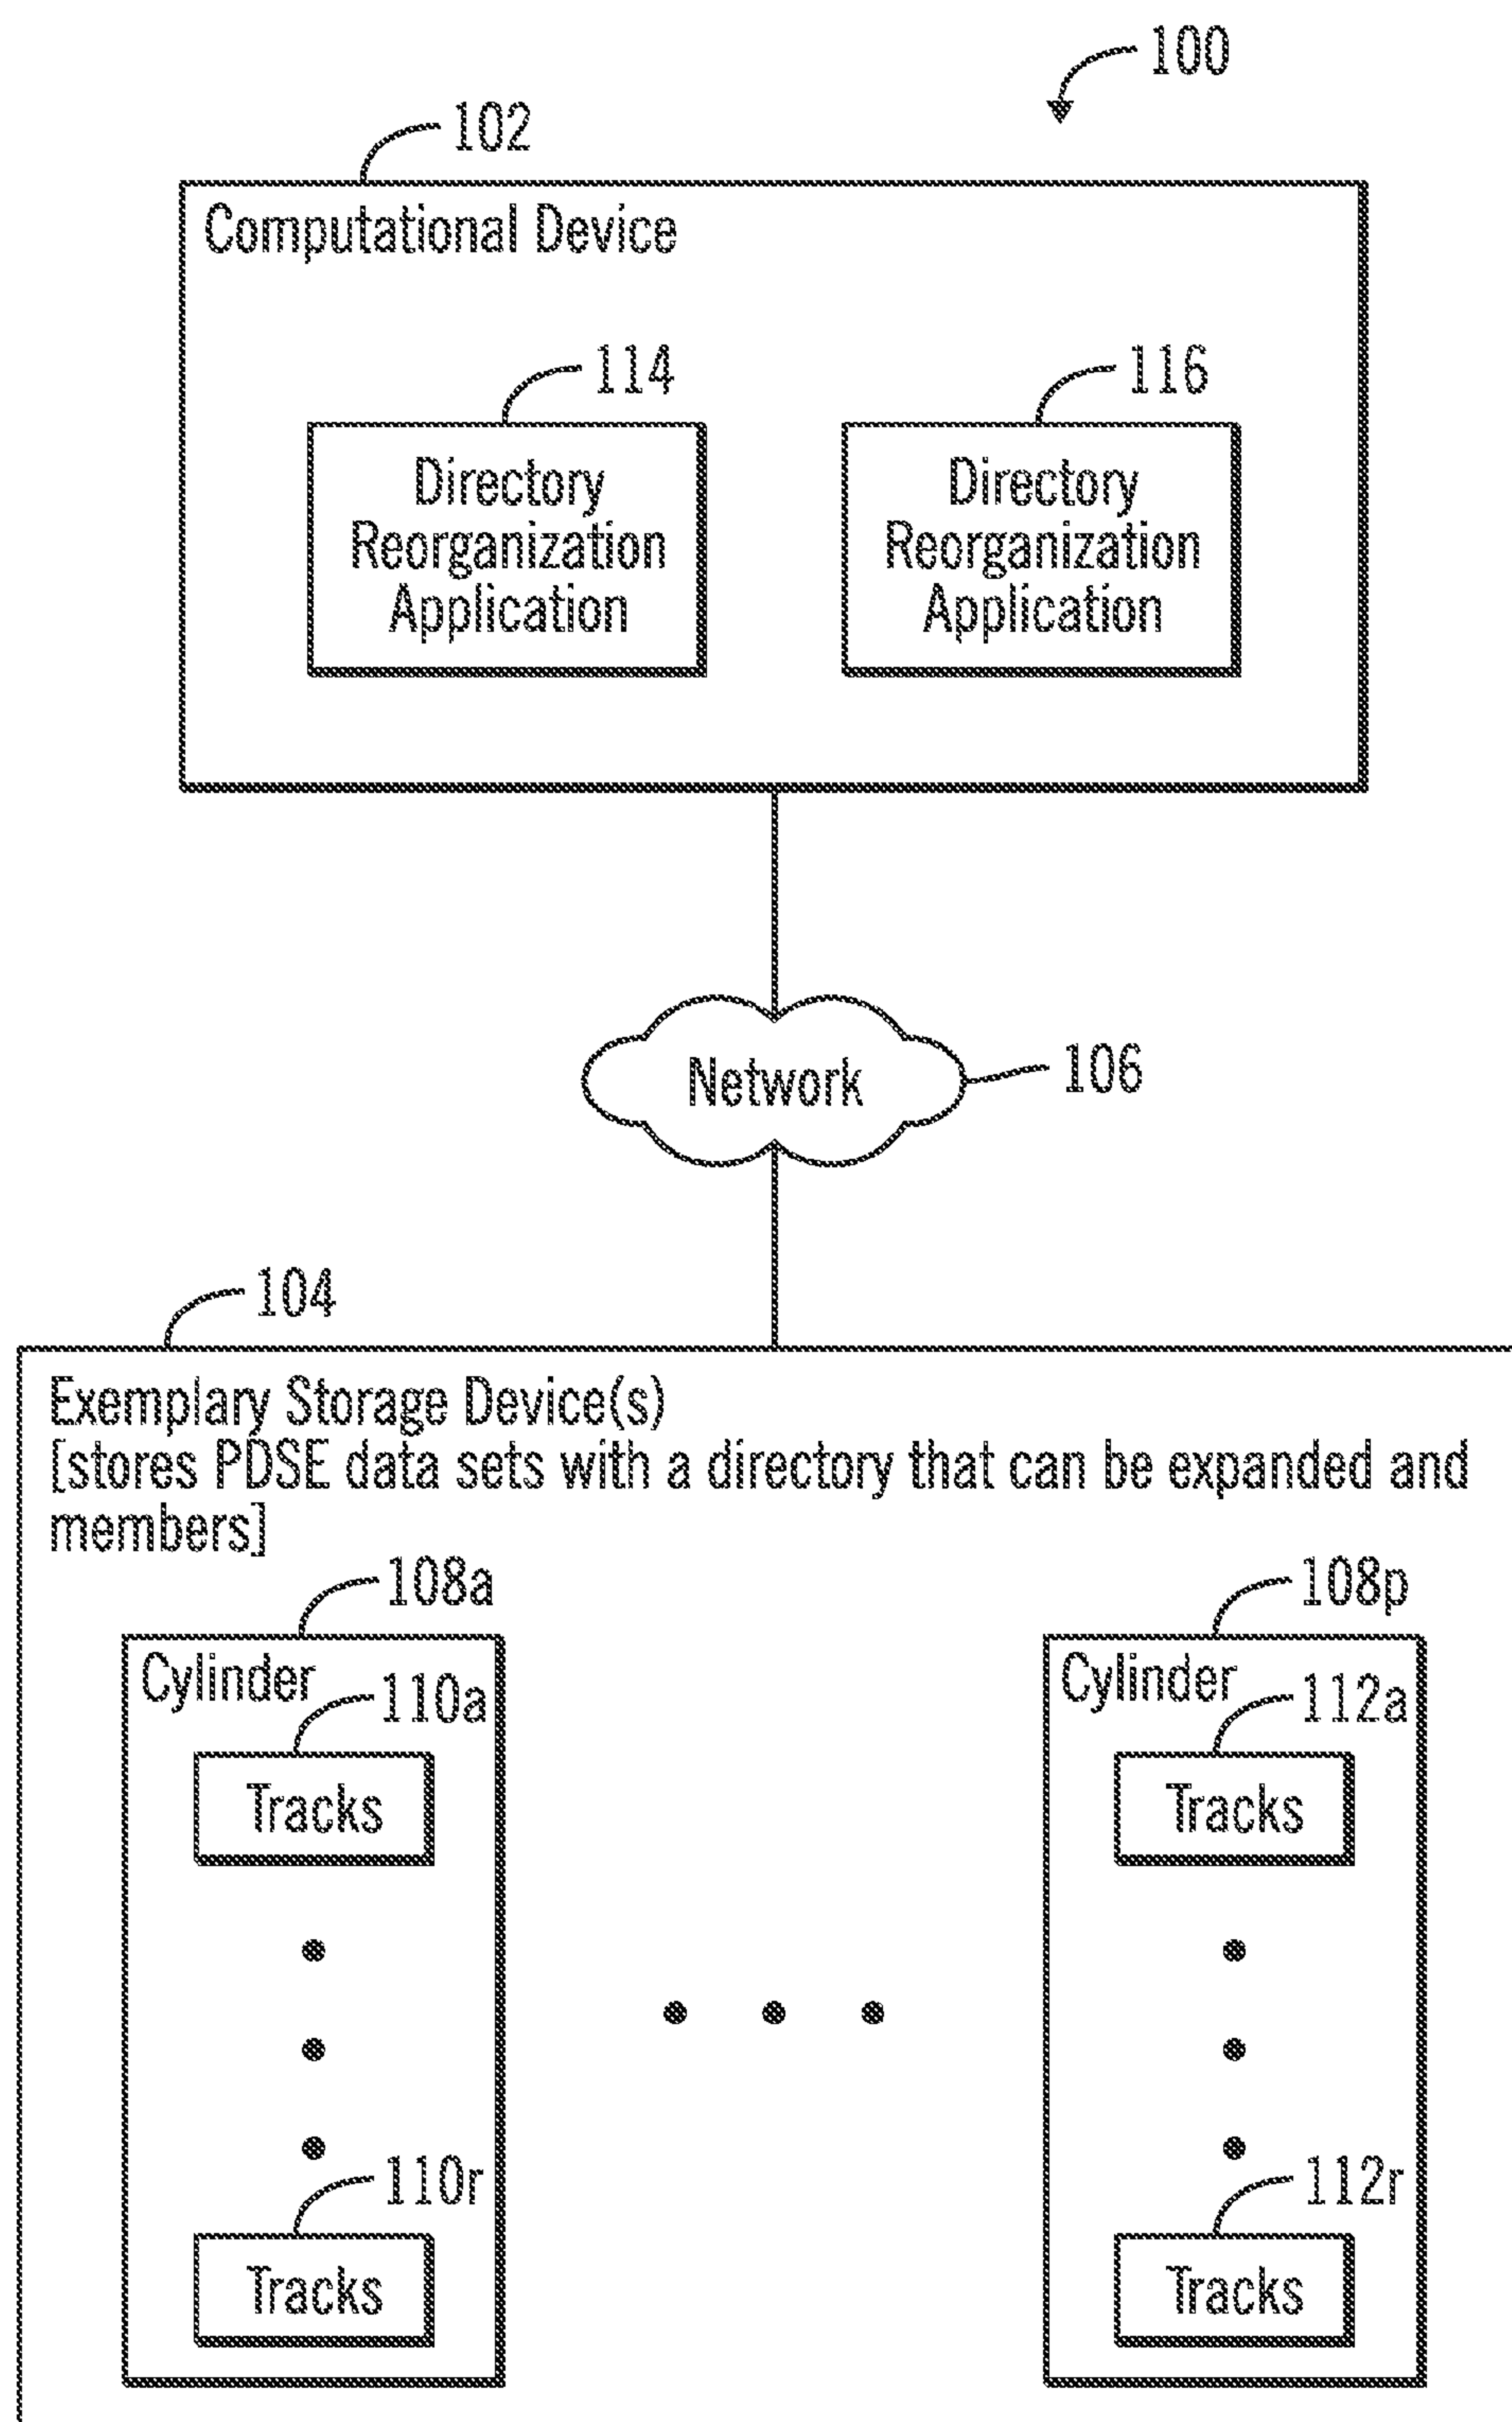 100
102
Computational Device
114
116
Directory
Reorganization
Application
Directory
Reorganization
Application
Network
106
104
Exemplary Storage Device(s)
[stores PDSE data sets with a directory that can be expanded and
members]
108a
108p
Cylinder
110a
Tracks
110r
Tracks
Cylinder
112a
Tracks
112r
Tracks